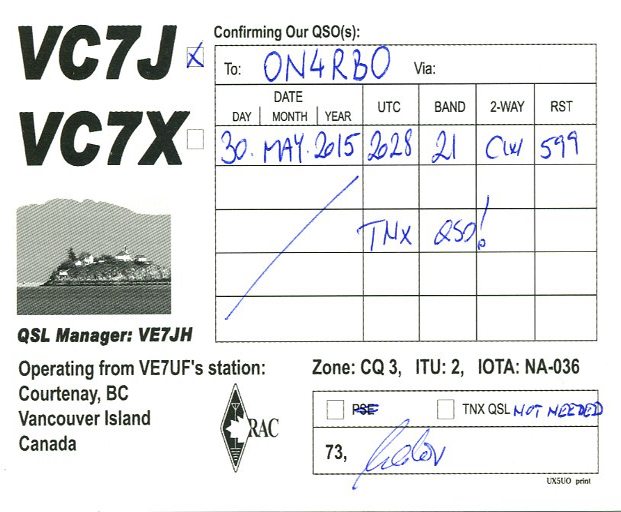 VC7J
VC7X
Confirming Our QSO(s):
To: ON4RBO Via:
DATE
DAY MONTH YEAR UTC BAND 2-WAY RST
30. MAY. 2015 2028 21 CW 599
TNX QSO!
QSL Manager: VE7JH
Operating from VE7UF's station:
Courtenay, BC
Vancouver Island
Canada
RAC
Zone: CQ 3, ITU: 2, IOTA: NA-036
PSE TNX QSL NOT NEEDED
73,
UX5UO print